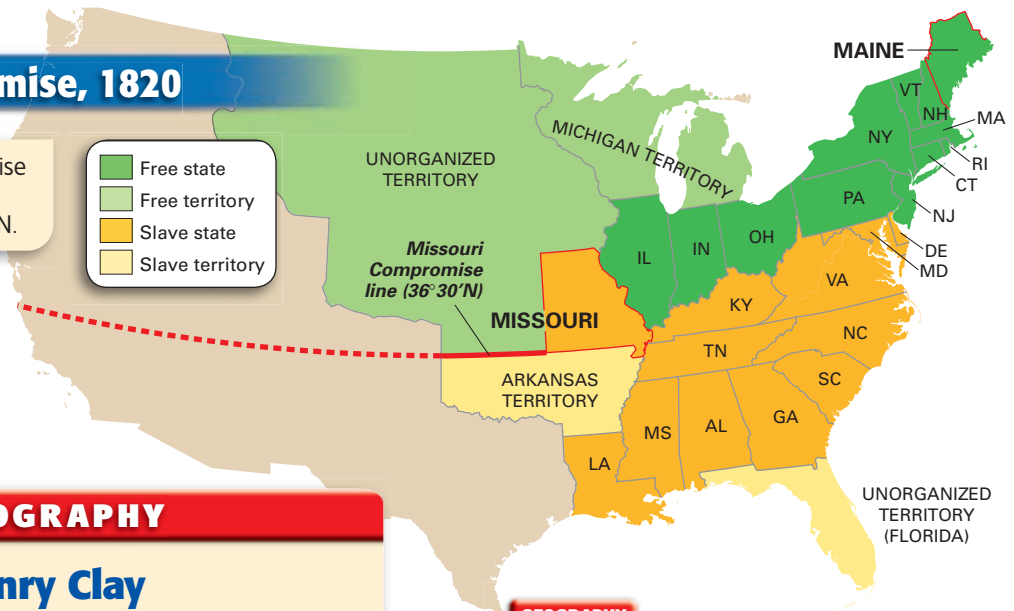 mise, 1820
ise
N.
Free state
Free territory
Slave state
Slave territory
UNORGANIZED
TERRITORY
MICHIGAN TERRITORY
Missouri
Compromise
line (36°30′N)
MISSOURI
ARKANSAS
TERRITORY
MAINE
VT
NH
MA
NY
RI
CT
PA
NJ
OH
IN
IL
DE
MD
VA
KY
NC
TN
SC
MS
AL
GA
LA
UNORGANIZED
TERRITORY
(FLORIDA)
OGRAPHY
nry Clay
GEOGRAPHY